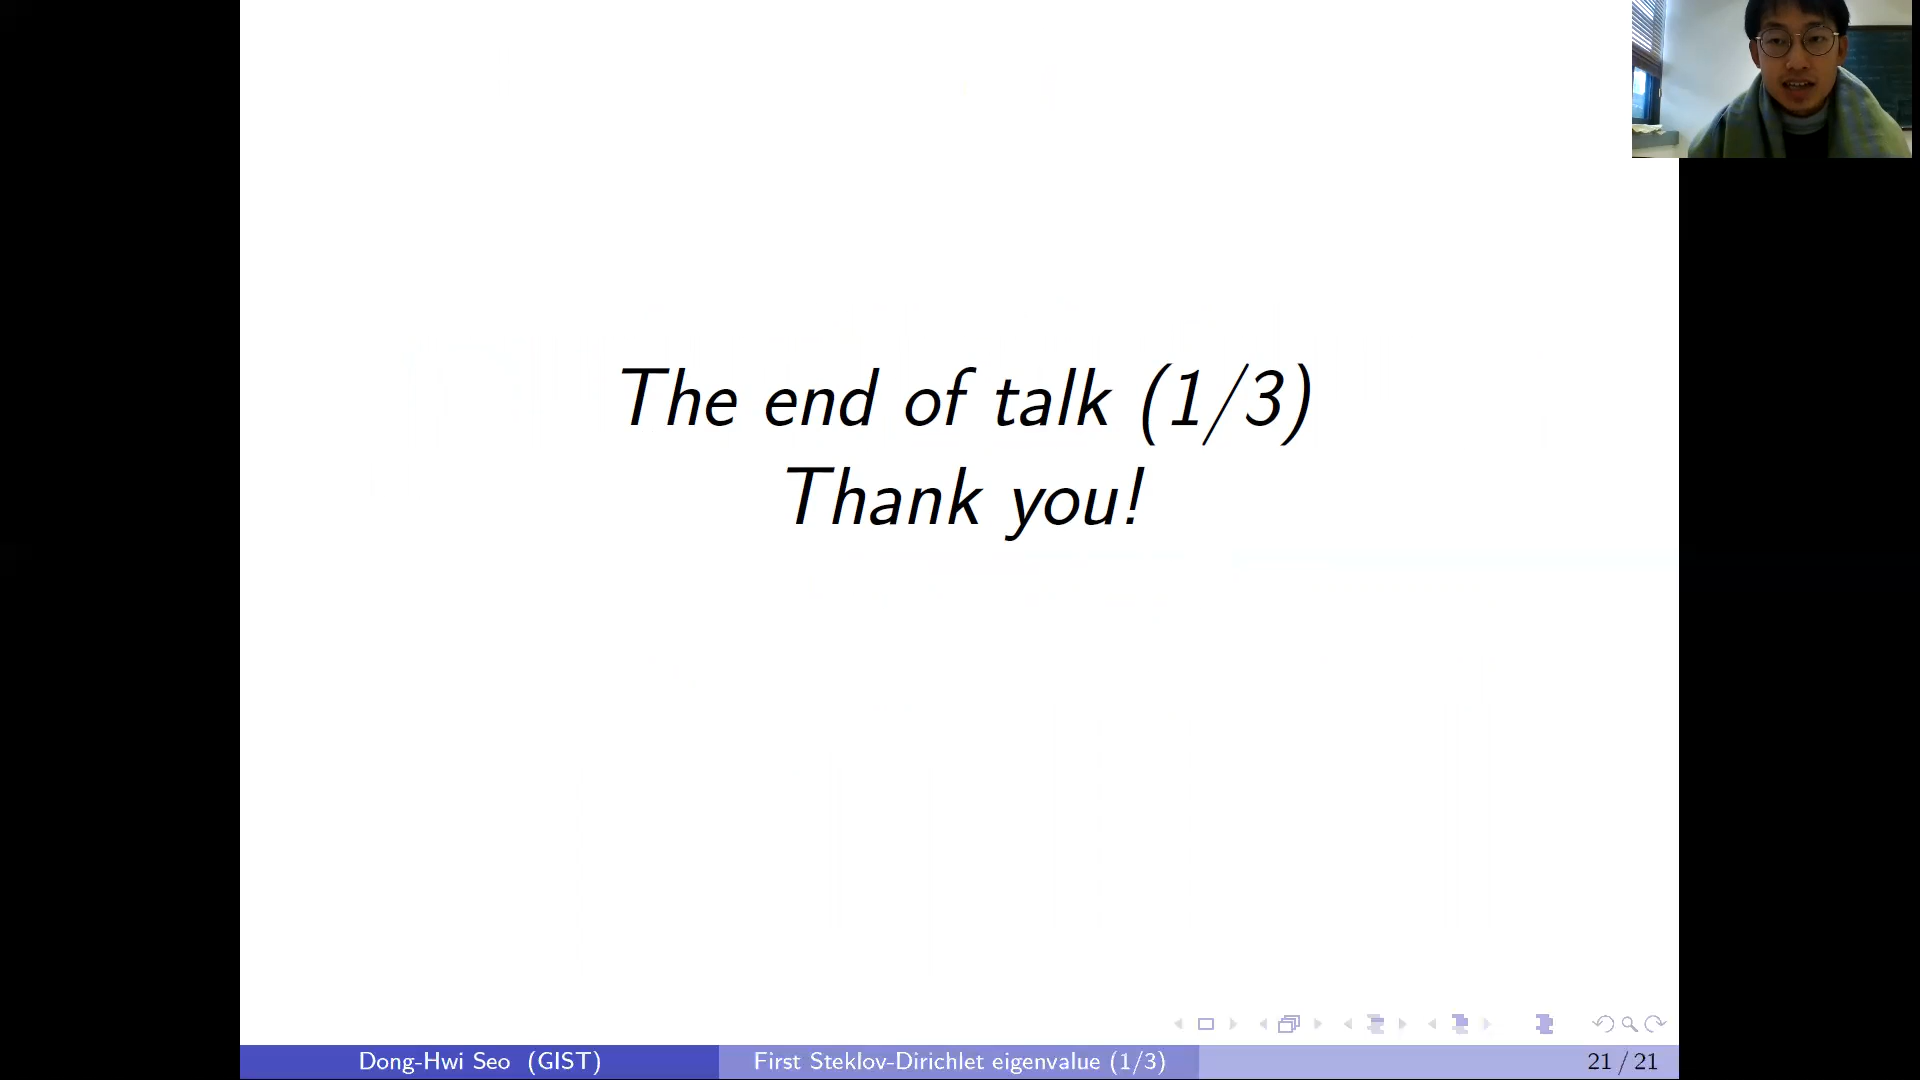 The end of talk (1/3)
Thank you!
Dong-Hwi Seo (GIST)
First Steklov-Dirichlet eigenvalue (1/3)
21 / 21